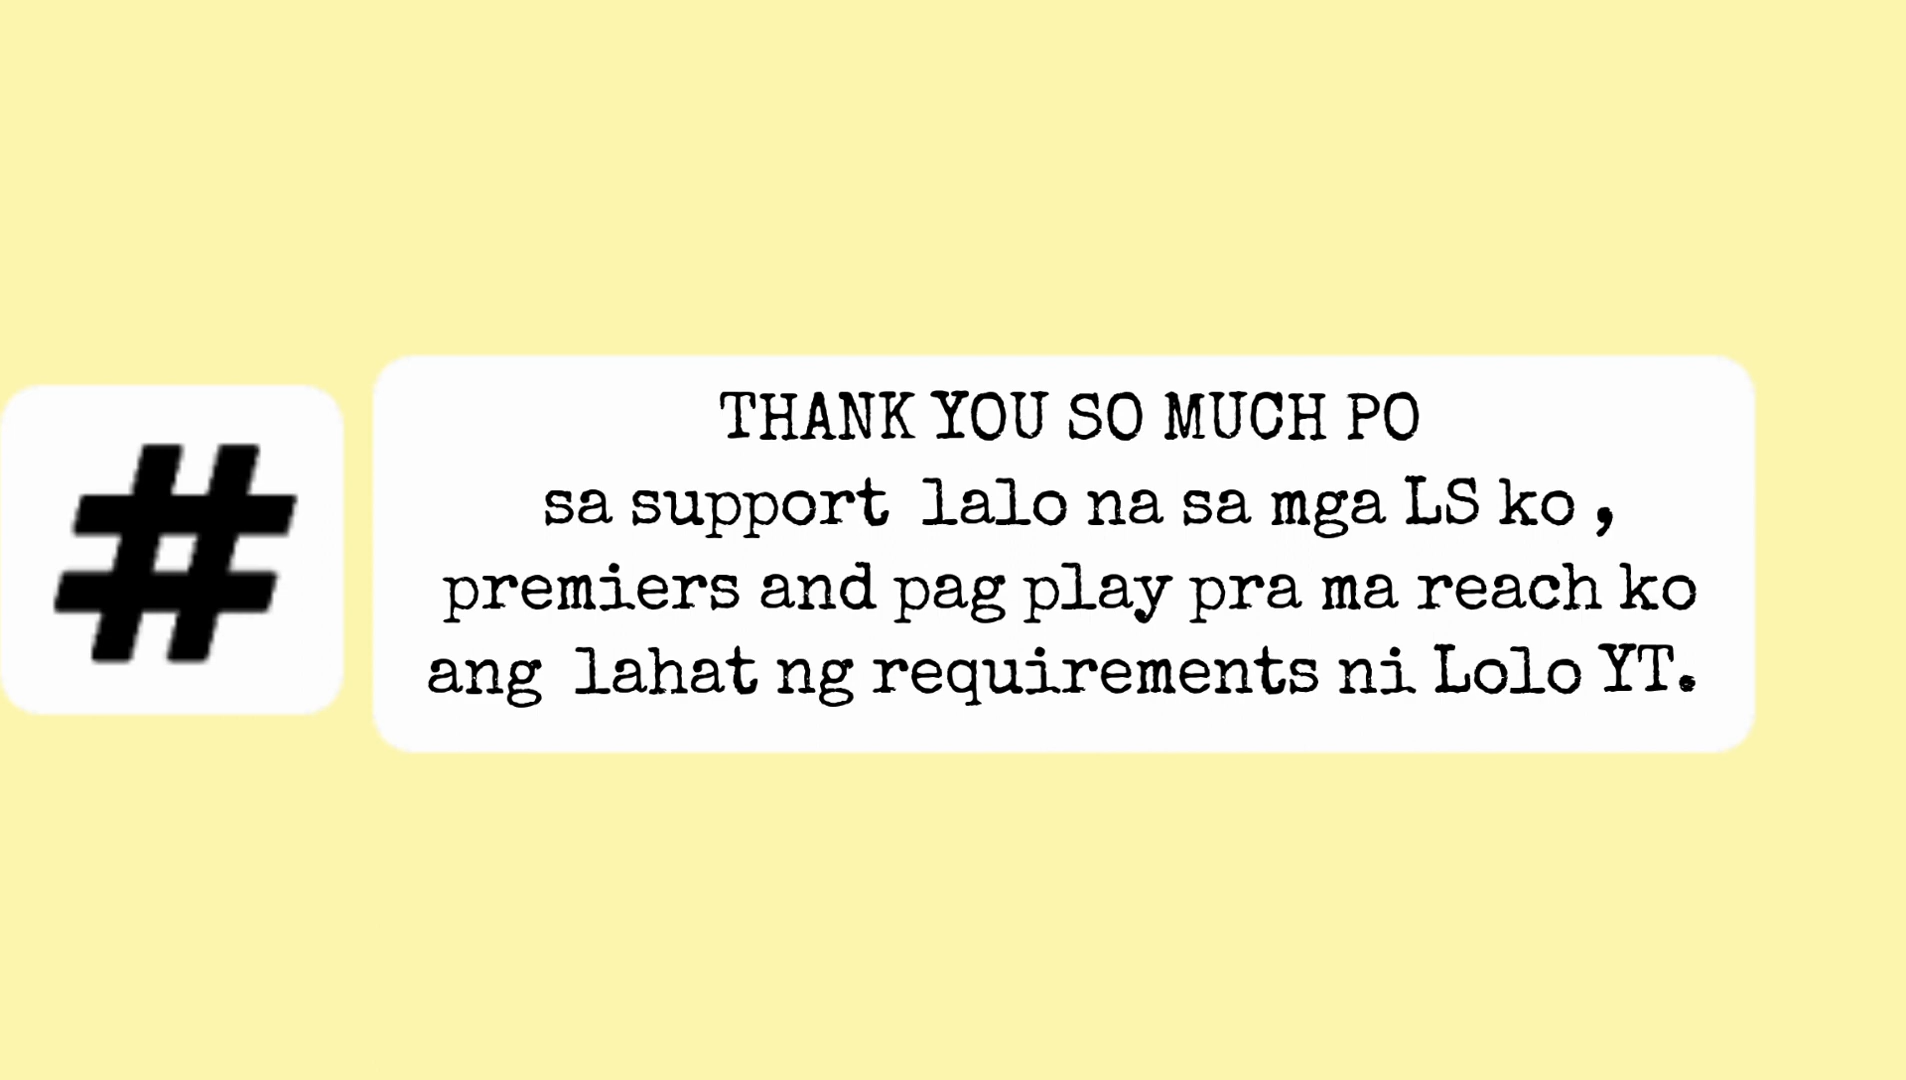 #
THANK YOU SO MUCH PO
sa support lalo na sa mga LS ko ,
premiers and pag play pra ma reach ko
ang lahat ng requirements ni Lolo YT.